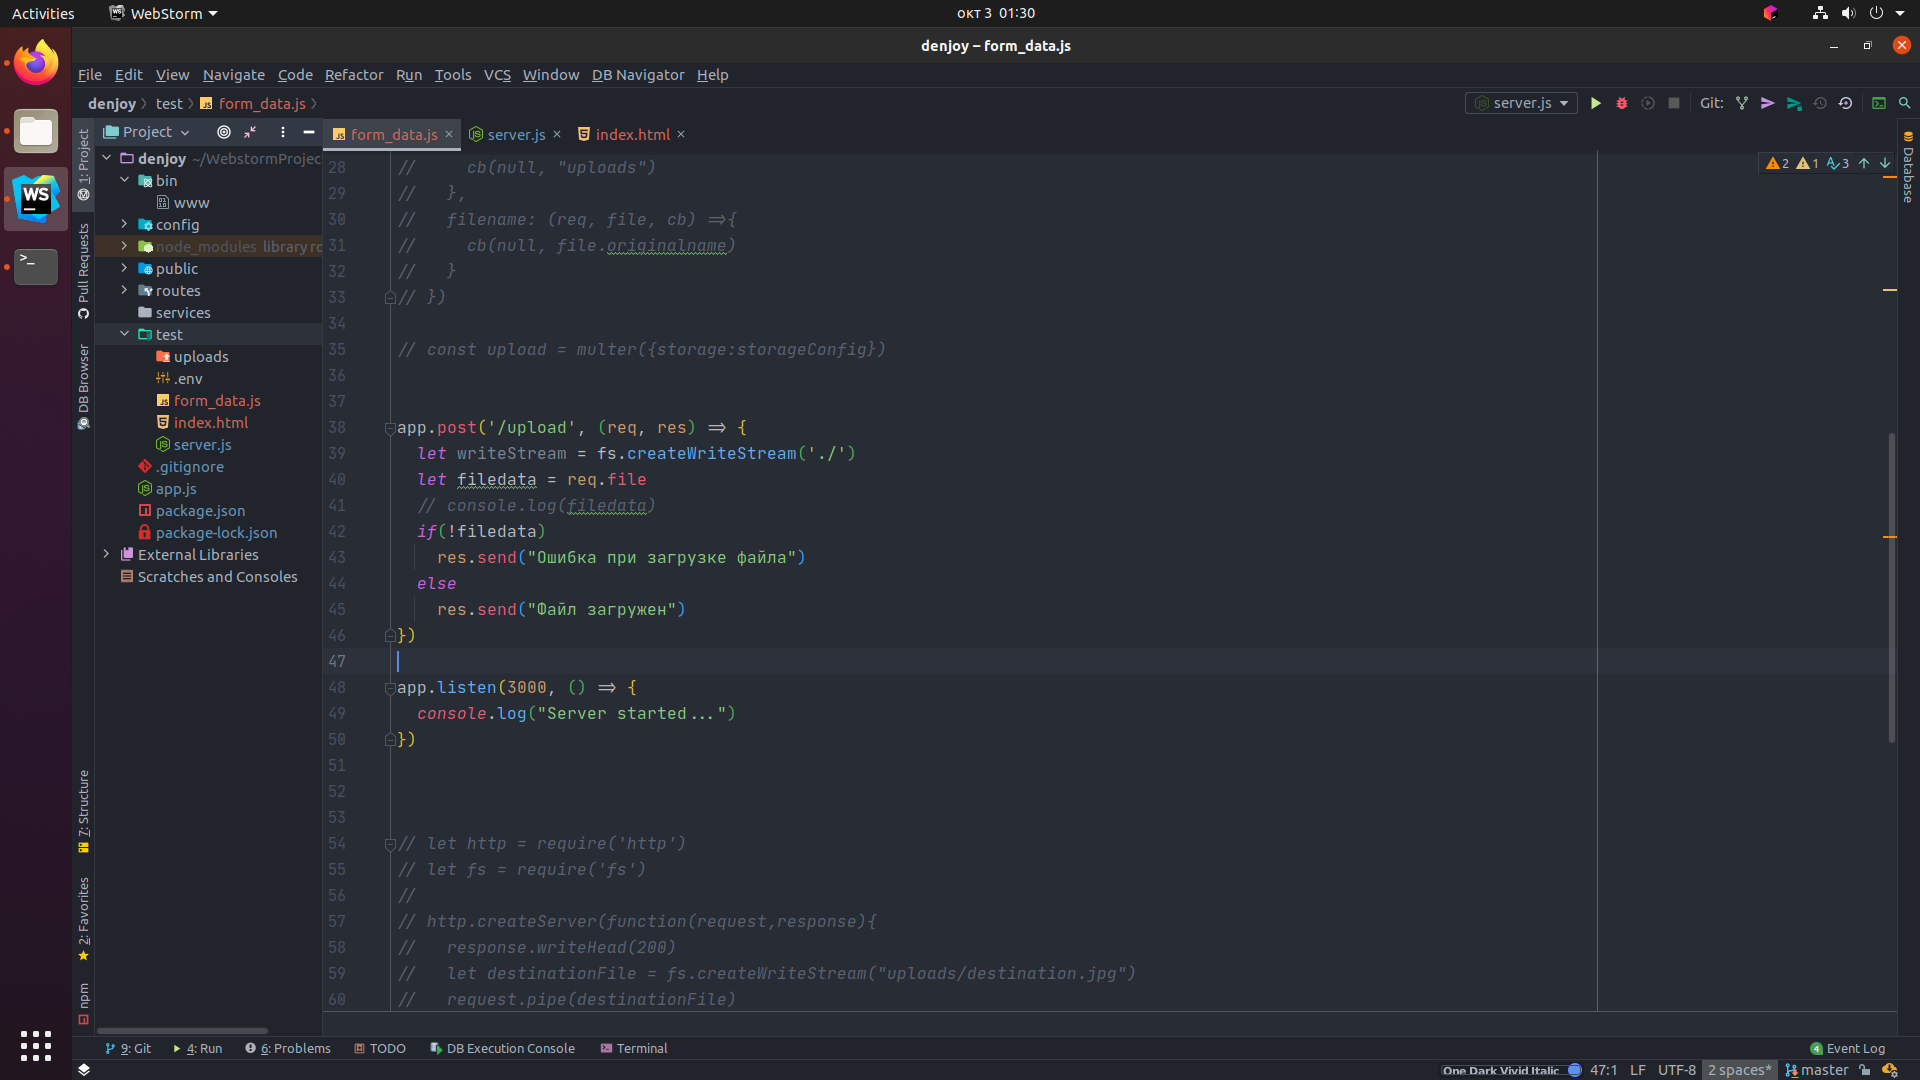 Activities
WebStorm
окт 3 01:30
denjoy – form_data.js
File Edit View Navigate Code Refactor Run Tools VCS Window DB Navigator Help
denjoy test form_data.js
server.js
Git:
1: Project
Pull Requests
DB Browser
7: Structure
2: Favorites
npm
Project
denjoy ~/WebstormProjec
bin
www
config
node_modules library ro
public
routes
services
test
uploads
.env
form_data.js
index.html
server.js
.gitignore
app.js
package.json
package-lock.json
External Libraries
Scratches and Consoles
form_data.js server.js index.html
2 1 3
Database
28 // cb(null, "uploads")
29 // },
30 // filename: (req, file, cb) =>{
31 // cb(null, file.originalname)
32 // }
33 // })
34
35 // const upload = multer({storage:storageConfig})
36
37
38 app.post('/upload', (req, res) => {
39 let writeStream = fs.createWriteStream('./')
40 let filedata = req.file
41 // console.log(filedata)
42 if(!filedata)
43 res.send("Ошибка при загрузке файла")
44 else
45 res.send("Файл загружен")
46 })
47
48 app.listen(3000, () => {
49 console.log("Server started...")
50 })
51
52
53
54 // let http = require('http')
55 // let fs = require('fs')
56 //
57 // http.createServer(function(request,response){
58 // response.writeHead(200)
59 // let destinationFile = fs.createWriteStream("uploads/destination.jpg")
60 // request.pipe(destinationFile)
9: Git 4: Run 6: Problems TODO DB Execution Console Terminal
4 Event Log
One Dark Vivid Italic 47:1 LF UTF-8 2 spaces* master